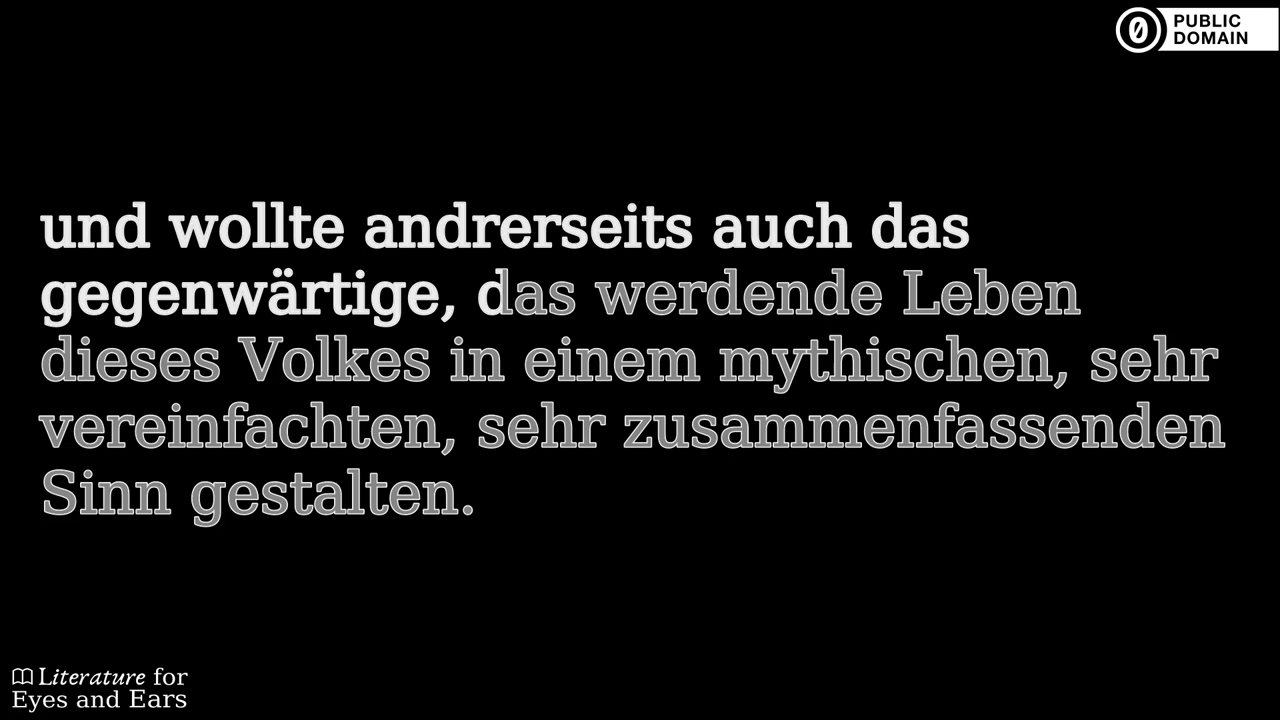 PUBLIC
DOMAIN
und wollte andrerseits auch das
gegenwärtige, das werdende Leben
dieses Volkes in einem mythischen, sehr
vereinfachten, sehr zusammenfassenden
Sinn gestalten.
Literature for
Eyes and Ears